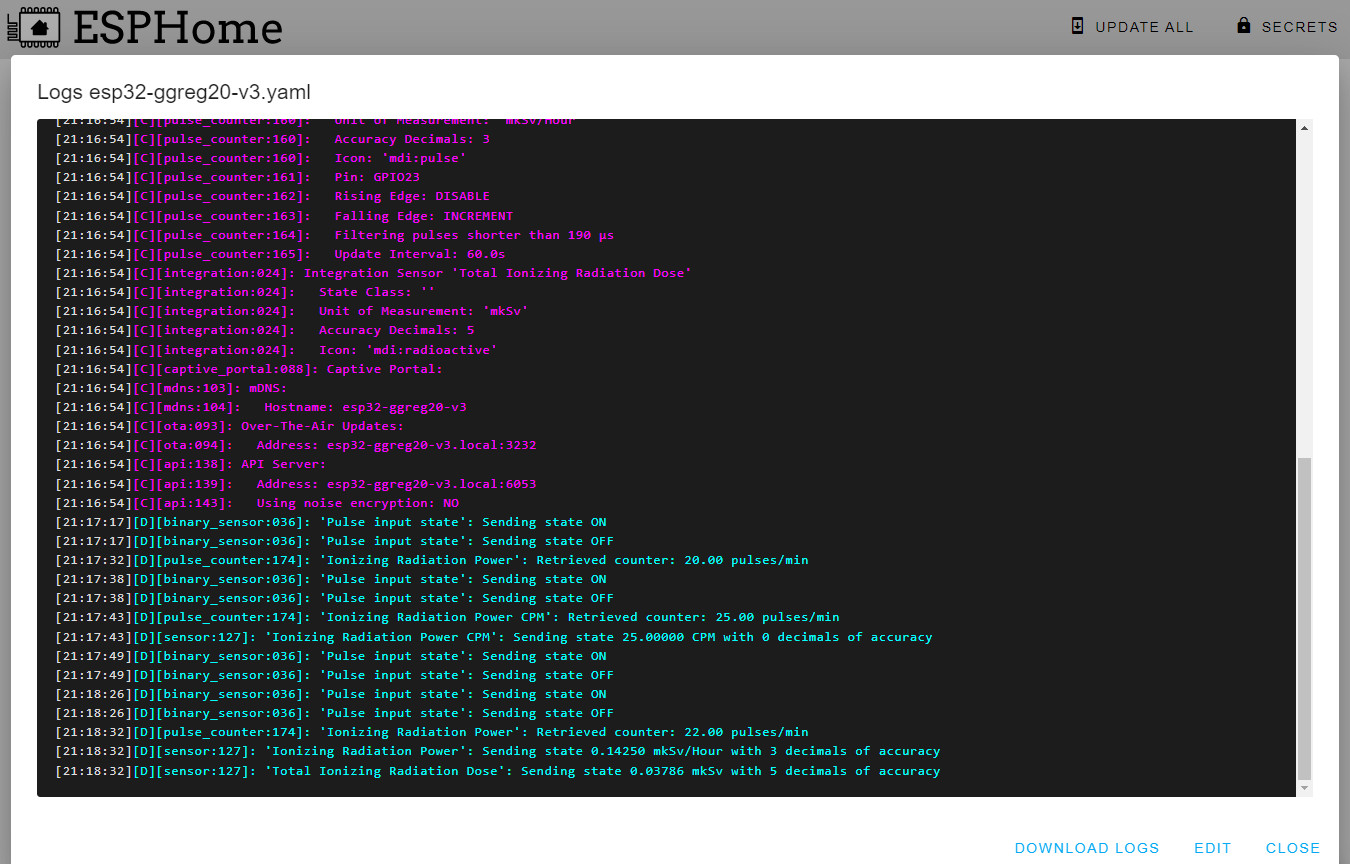 ESPHome
UPDATE ALL
SECRETS
Logs esp32-ggreg20-v3.yaml
[21:16:54][C][pulse_counter:160]:   Unit of Measurement: 'mkSv/Hour'
[21:16:54][C][pulse_counter:160]:   Accuracy Decimals: 3
[21:16:54][C][pulse_counter:160]:   Icon: 'mdi:pulse'
[21:16:54][C][pulse_counter:161]:   Pin: GPIO23
[21:16:54][C][pulse_counter:162]:   Rising Edge: DISABLE
[21:16:54][C][pulse_counter:163]:   Falling Edge: INCREMENT
[21:16:54][C][pulse_counter:164]:   Filtering pulses shorter than 190 µs
[21:16:54][C][pulse_counter:165]:   Update Interval: 60.0s
[21:16:54][C][integration:024]: Integration Sensor 'Total Ionizing Radiation Dose'
[21:16:54][C][integration:024]:   State Class: ''
[21:16:54][C][integration:024]:   Unit of Measurement: 'mkSv'
[21:16:54][C][integration:024]:   Accuracy Decimals: 5
[21:16:54][C][integration:024]:   Icon: 'mdi:radioactive'
[21:16:54][C][captive_portal:088]: Captive Portal:
[21:16:54][C][mdns:103]: mDNS:
[21:16:54][C][mdns:104]:   Hostname: esp32-ggreg20-v3
[21:16:54][C][ota:093]: Over-The-Air Updates:
[21:16:54][C][ota:094]:   Address: esp32-ggreg20-v3.local:3232
[21:16:54][C][api:138]: API Server:
[21:16:54][C][api:139]:   Address: esp32-ggreg20-v3.local:6053
[21:16:54][C][api:143]:   Using noise encryption: NO
[21:17:17][D][binary_sensor:036]: 'Pulse input state': Sending state ON
[21:17:17][D][binary_sensor:036]: 'Pulse input state': Sending state OFF
[21:17:32][D][pulse_counter:174]: 'Ionizing Radiation Power': Retrieved counter: 20.00 pulses/min
[21:17:38][D][binary_sensor:036]: 'Pulse input state': Sending state ON
[21:17:38][D][binary_sensor:036]: 'Pulse input state': Sending state OFF
[21:17:43][D][pulse_counter:174]: 'Ionizing Radiation Power CPM': Retrieved counter: 25.00 pulses/min
[21:17:43][D][sensor:127]: 'Ionizing Radiation Power CPM': Sending state 25.00000 CPM with 0 decimals of accuracy
[21:17:49][D][binary_sensor:036]: 'Pulse input state': Sending state ON
[21:17:49][D][binary_sensor:036]: 'Pulse input state': Sending state OFF
[21:18:26][D][binary_sensor:036]: 'Pulse input state': Sending state ON
[21:18:26][D][binary_sensor:036]: 'Pulse input state': Sending state OFF
[21:18:32][D][pulse_counter:174]: 'Ionizing Radiation Power': Retrieved counter: 22.00 pulses/min
[21:18:32][D][sensor:127]: 'Ionizing Radiation Power': Sending state 0.14250 mkSv/Hour with 3 decimals of accuracy
[21:18:32][D][sensor:127]: 'Total Ionizing Radiation Dose': Sending state 0.03786 mkSv with 5 decimals of accuracy
DOWNLOAD LOGS
EDIT
CLOSE